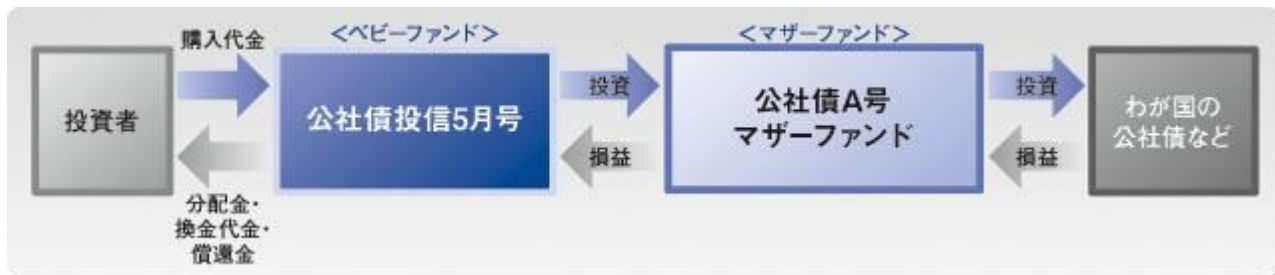 購入代金
<ベビーファンド>
<マザーファンド>
投資者
公社債投信5月号
投資
公社債A号
マザーファンド
投資
わが国の
公社債など
損益
損益
分配金・
換金代金・
償還金